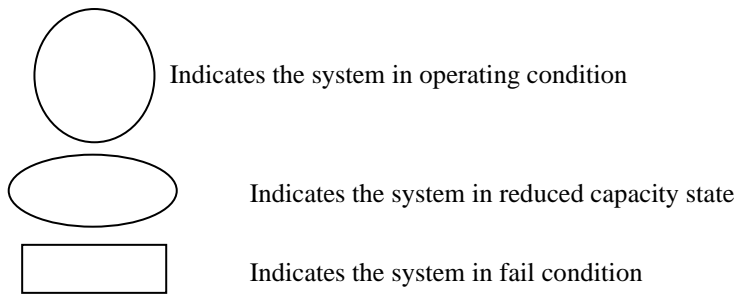 Indicates the system in operating condition
Indicates the system in reduced capacity state
Indicates the system in fail condition